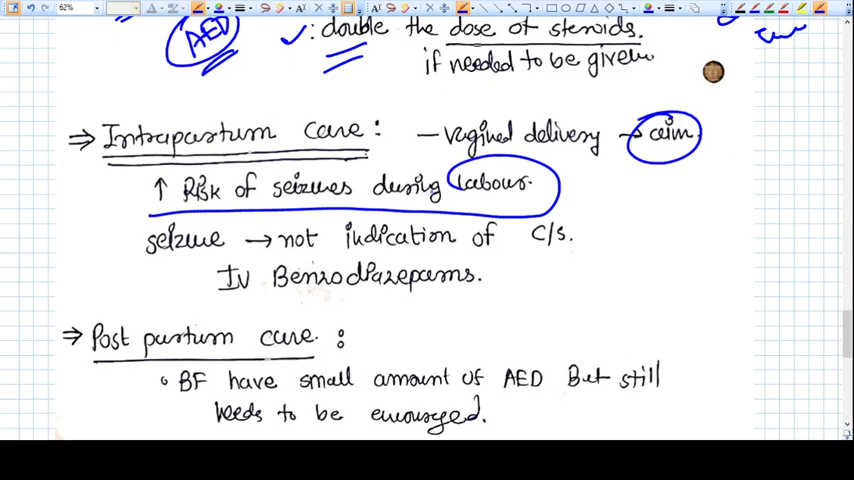 62%
AED ✓: double the dose of steroids.
if needed to be given
⇒ Intrapartum care: — vaginal delivery → aim
↑ Risk of seizures during labour.
seizure → not indication of C/s.
IV Benzodiazepams.
⇒ Post partum care:
• BF have small amount of AED But still
needs to be encouraged.